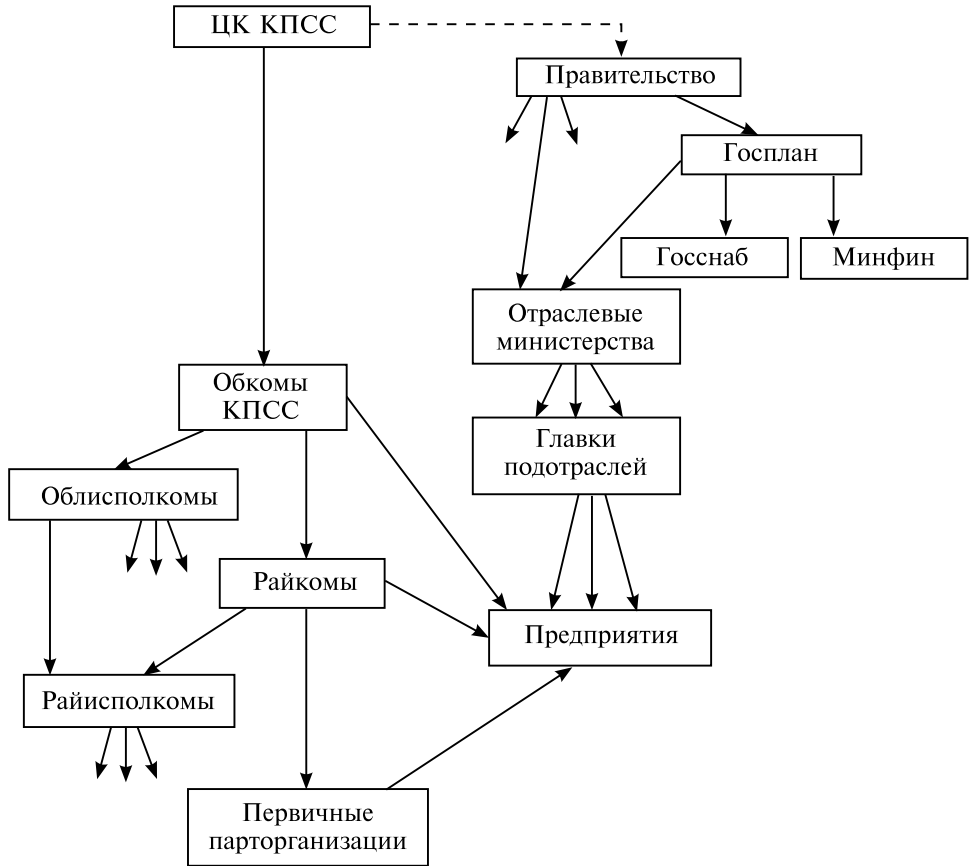 ЦК КПСС
Правительство
Госплан
Госснаб
Минфин
Отраслевые
министерства
Обкомы
КПСС
Главки
подотраслей
Облисполкомы
Райкомы
Предприятия
Райисполкомы
Первичные
парторганизации